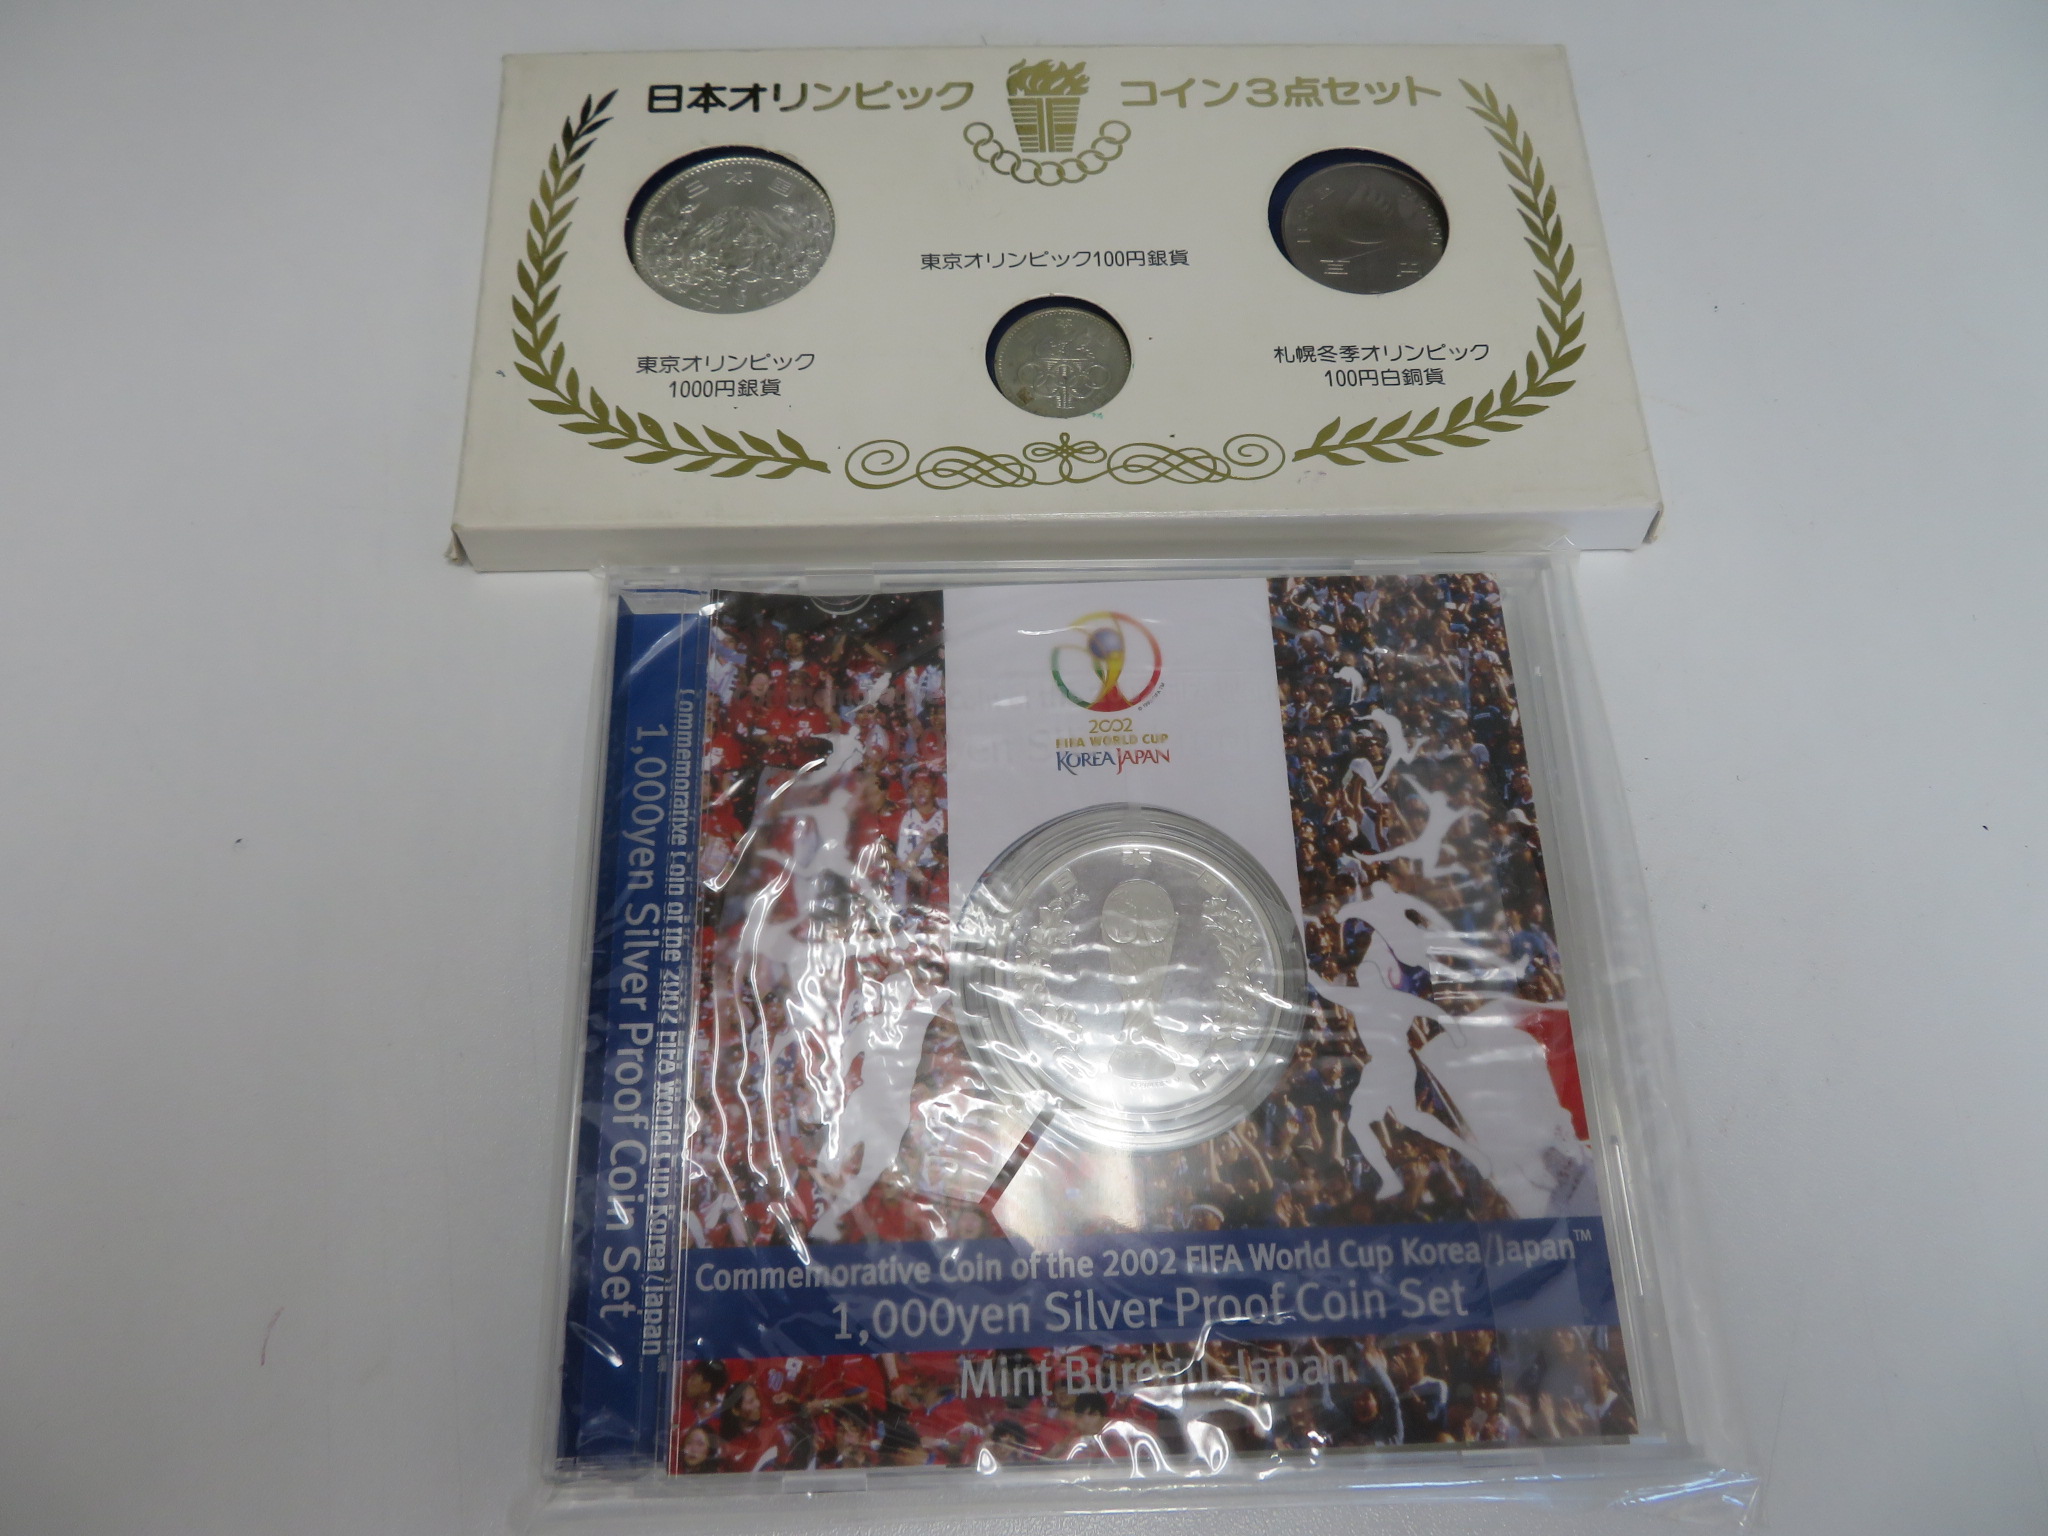 日本オリンピック コイン3点セット
日本国
東京オリンピック
1000円銀貨
東京オリンピック100円銀貨
百円
札幌冬季オリンピック
100円白銅貨
2002
FIFA WORLD CUP
KOREA JAPAN
Commemorative Coin of the 2002 FIFA World Cup Korea/Japan
1,000yen Silver Proof Coin Set
Commemorative Coin of the 2002 FIFA World Cup Korea/Japan™
1,000yen Silver Proof Coin Set
Mint Bureau, Japan